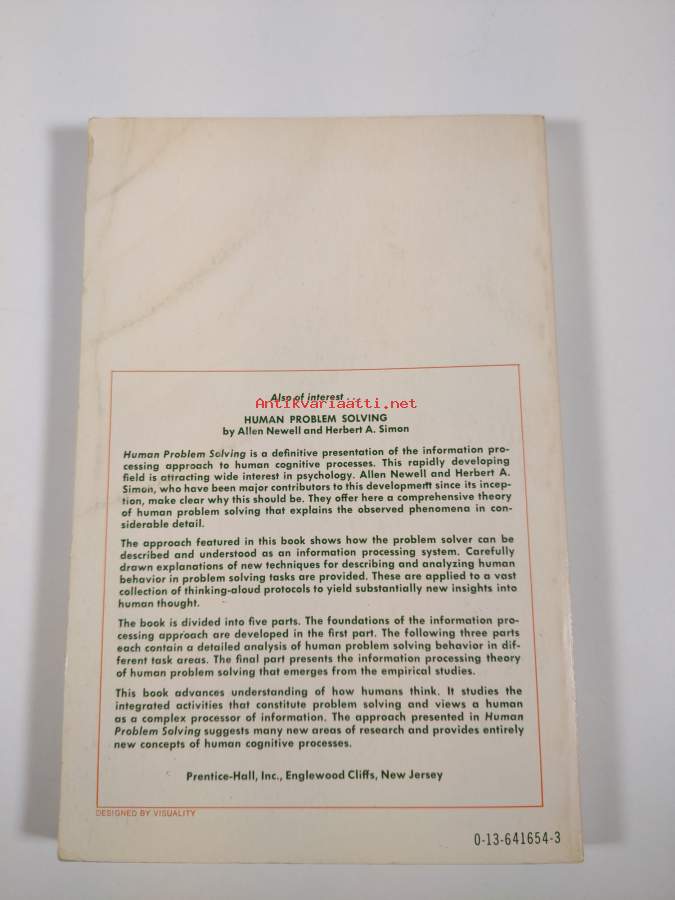 Also of interest . .
Antikvariaatti.net
HUMAN PROBLEM SOLVING
by Allen Newell and Herbert A. Simon
Human Problem Solving is a definitive presentation of the information pro-
cessing approach to human cognitive processes. This rapidly developing
field is attracting wide interest in psychology. Allen Newell and Herbert A.
Simon, who have been major contributors to this development since its incep-
tion, make clear why this should be. They offer here a comprehensive theory
of human problem solving that explains the observed phenomena in con-
siderable detail.
The approach featured in this book shows how the problem solver can be
described and understood as an information processing system. Carefully
drawn explanations of new techniques for describing and analyzing human
behavior in problem solving tasks are provided. These are applied to a vast
collection of thinking-aloud protocols to yield substantially new insights into
human thought.
The book is divided into five parts. The foundations of the information pro-
cessing approach are developed in the first part. The following three parts
each contain a detailed analysis of human problem solving behavior in dif-
ferent task areas. The final part presents the information processing theory
of human problem solving that emerges from the empirical studies.
This book advances understanding of how humans think. It studies the
integrated activities that constitute problem solving and views a human
as a complex processor of information. The approach presented in Human
Problem Solving suggests many new areas of research and provides entirely
new concepts of human cognitive processes.
Prentice-Hall, Inc., Englewood Cliffs, New Jersey
DESIGNED BY VISUALITY
0-13-641654-3